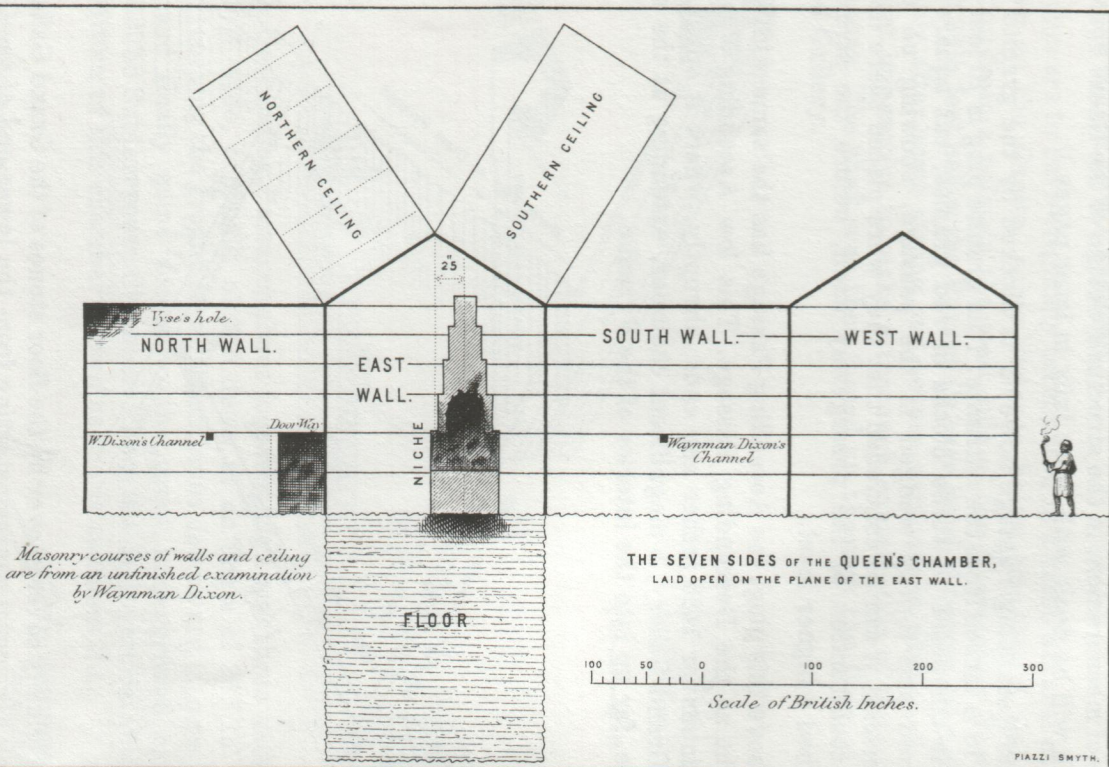 NORTHERN CEILING
SOUTHERN CEILING
25"
Vyse's hole.
NORTH WALL.
EAST
WALL.
SOUTH WALL.
WEST WALL.
W. Dixon's Channel
DoorWay
NICHE
Waynman Dixon's
Channel
Masonry courses of walls and ceiling
are from an unfinished examination
by Waynman Dixon.
THE SEVEN SIDES OF THE QUEEN'S CHAMBER,
LAID OPEN ON THE PLANE OF THE EAST WALL.
FLOOR
100 50 0 100 200 300
Scale of British Inches.
PIAZZI SMYTH.